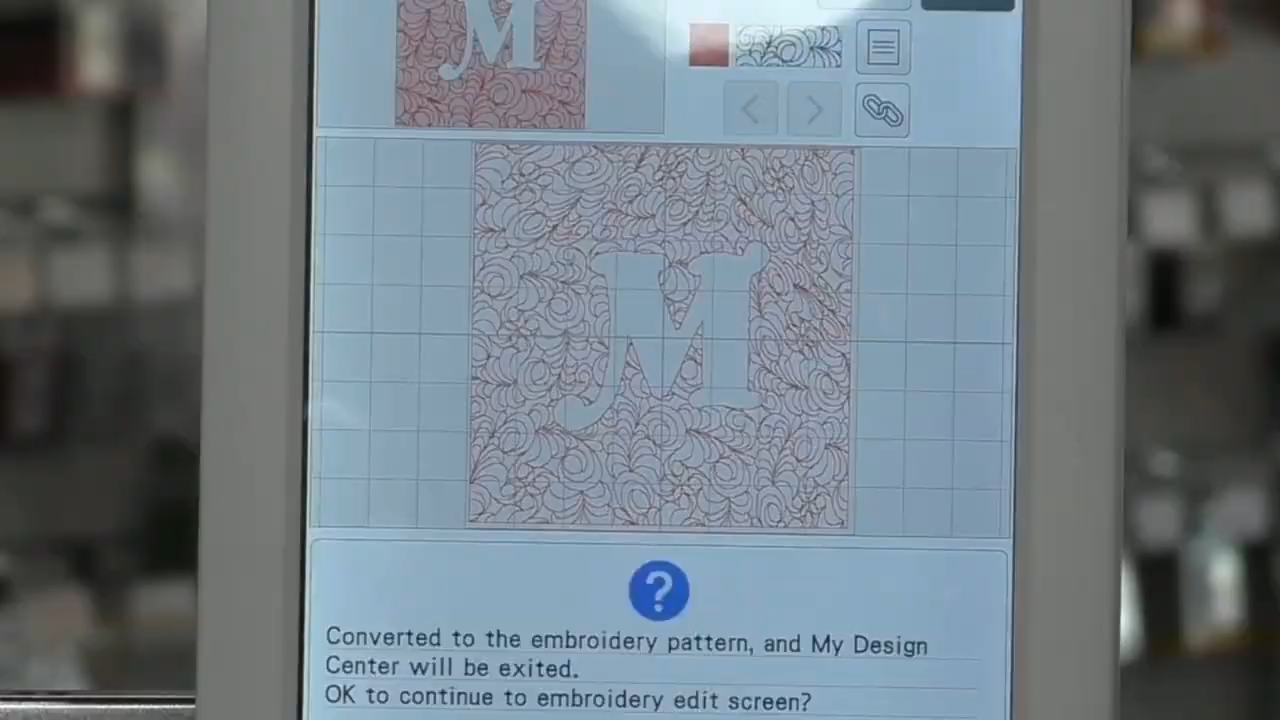 M
M
Converted to the embroidery pattern, and My Design
Center will be exited.
OK to continue to embroidery edit screen?